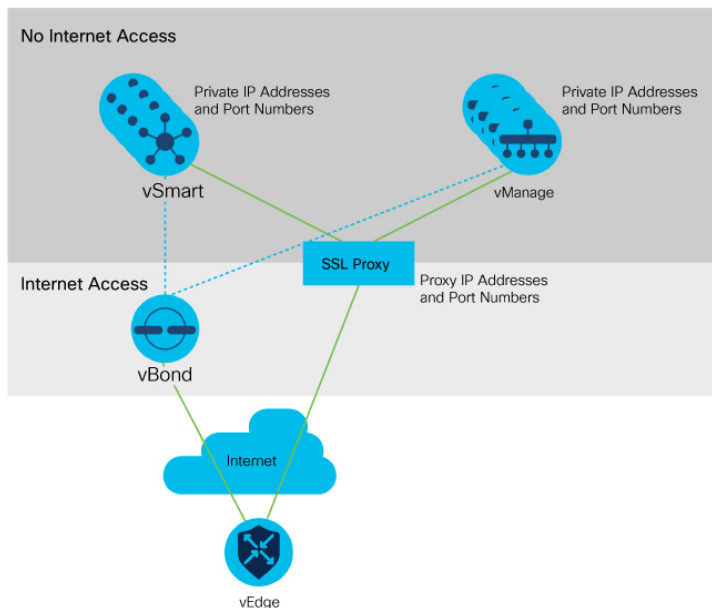 No Internet Access
Private IP Addresses
and Port Numbers
Private IP Addresses
and Port Numbers
vSmart
vManage
SSL Proxy
Internet Access
Proxy IP Addresses
and Port Numbers
vBond
Internet
vEdge